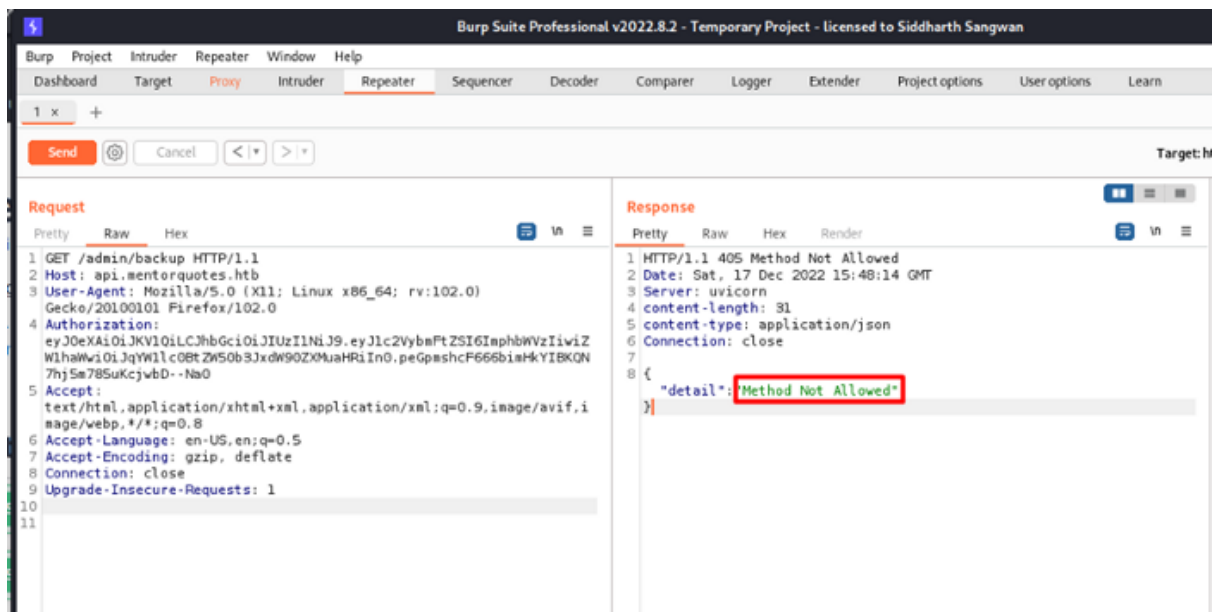 Burp Suite Professional v2022.8.2 - Temporary Project - licensed to Siddharth Sangwan
Burp Project Intruder Repeater Window Help
Dashboard Target Proxy Intruder Repeater Sequencer Decoder Comparer Logger Extender Project options User options Learn
1 × +
Send Cancel < >
Target: h
Request
Pretty Raw Hex \n
1 GET /admin/backup HTTP/1.1
2 Host: api.mentorquotes.htb
3 User-Agent: Mozilla/5.0 (X11; Linux x86_64; rv:102.0)
Gecko/20100101 Firefox/102.0
4 Authorization:
eyJ0eXAiOiJKV1QiLCJhbGciOiJIUzI1NiJ9.eyJ1c2VybmFtZSI6ImphbWVzIiwiZ
W1haWwiOiJqYW1lc0BtZW50b3JxdW90ZXMuaHRiIn0.peGpmshcF666bimHkYIBKQN
7hj5m785uKcjwbD--Na0
5 Accept:
text/html,application/xhtml+xml,application/xml;q=0.9,image/avif,i
mage/webp,*/*;q=0.8
6 Accept-Language: en-US,en;q=0.5
7 Accept-Encoding: gzip, deflate
8 Connection: close
9 Upgrade-Insecure-Requests: 1
10
11
Response
Pretty Raw Hex Render \n
1 HTTP/1.1 405 Method Not Allowed
2 Date: Sat, 17 Dec 2022 15:48:14 GMT
3 Server: uvicorn
4 content-length: 31
5 content-type: application/json
6 Connection: close
7
8 {
"detail":"Method Not Allowed"
}